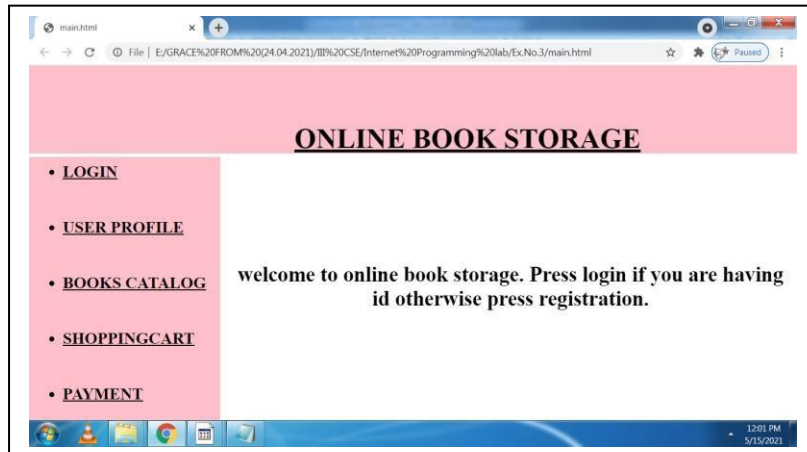 main.html
File | E:/GRACE%20FROM%20(24.04.2021)/III%20CSE/Internet%20Programming%20lab/Ex.No.3/main.html
Paused
ONLINE BOOK STORAGE
LOGIN
USER PROFILE
BOOKS CATALOG
SHOPPINGCART
PAYMENT
welcome to online book storage. Press login if you are having
id otherwise press registration.
12:01 PM
5/15/2021